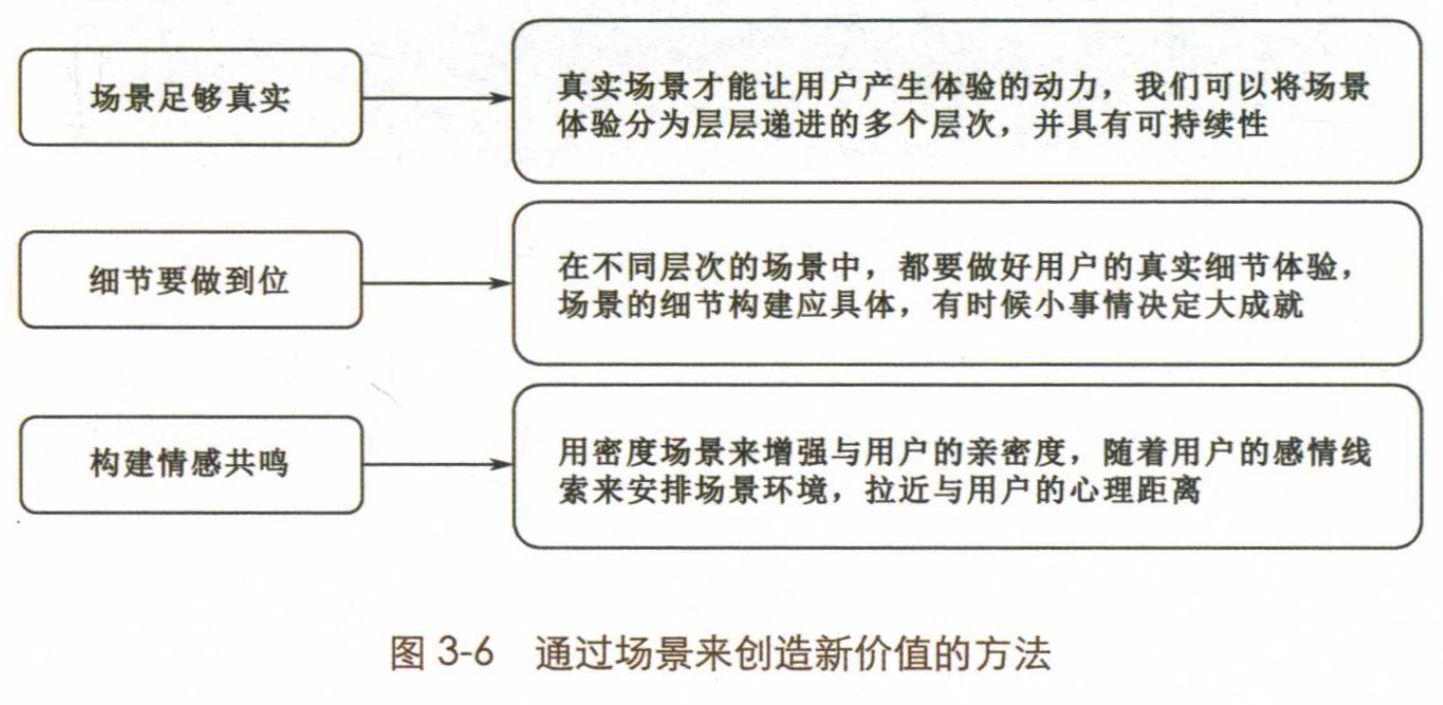 场景足够真实
真实场景才能让用户产生体验的动力，我们可以将场景
体验分为层层递进的多个层次，并具有可持续性
细节要做到位
在不同层次的场景中，都要做好用户的真实细节体验，
场景的细节构建应具体，有时候小事情决定大成就
构建情感共鸣
用密度场景来增强与用户的亲密度，随着用户的感情线
索来安排场景环境，拉近与用户的心理距离
图 3-6 通过场景来创造新价值的方法